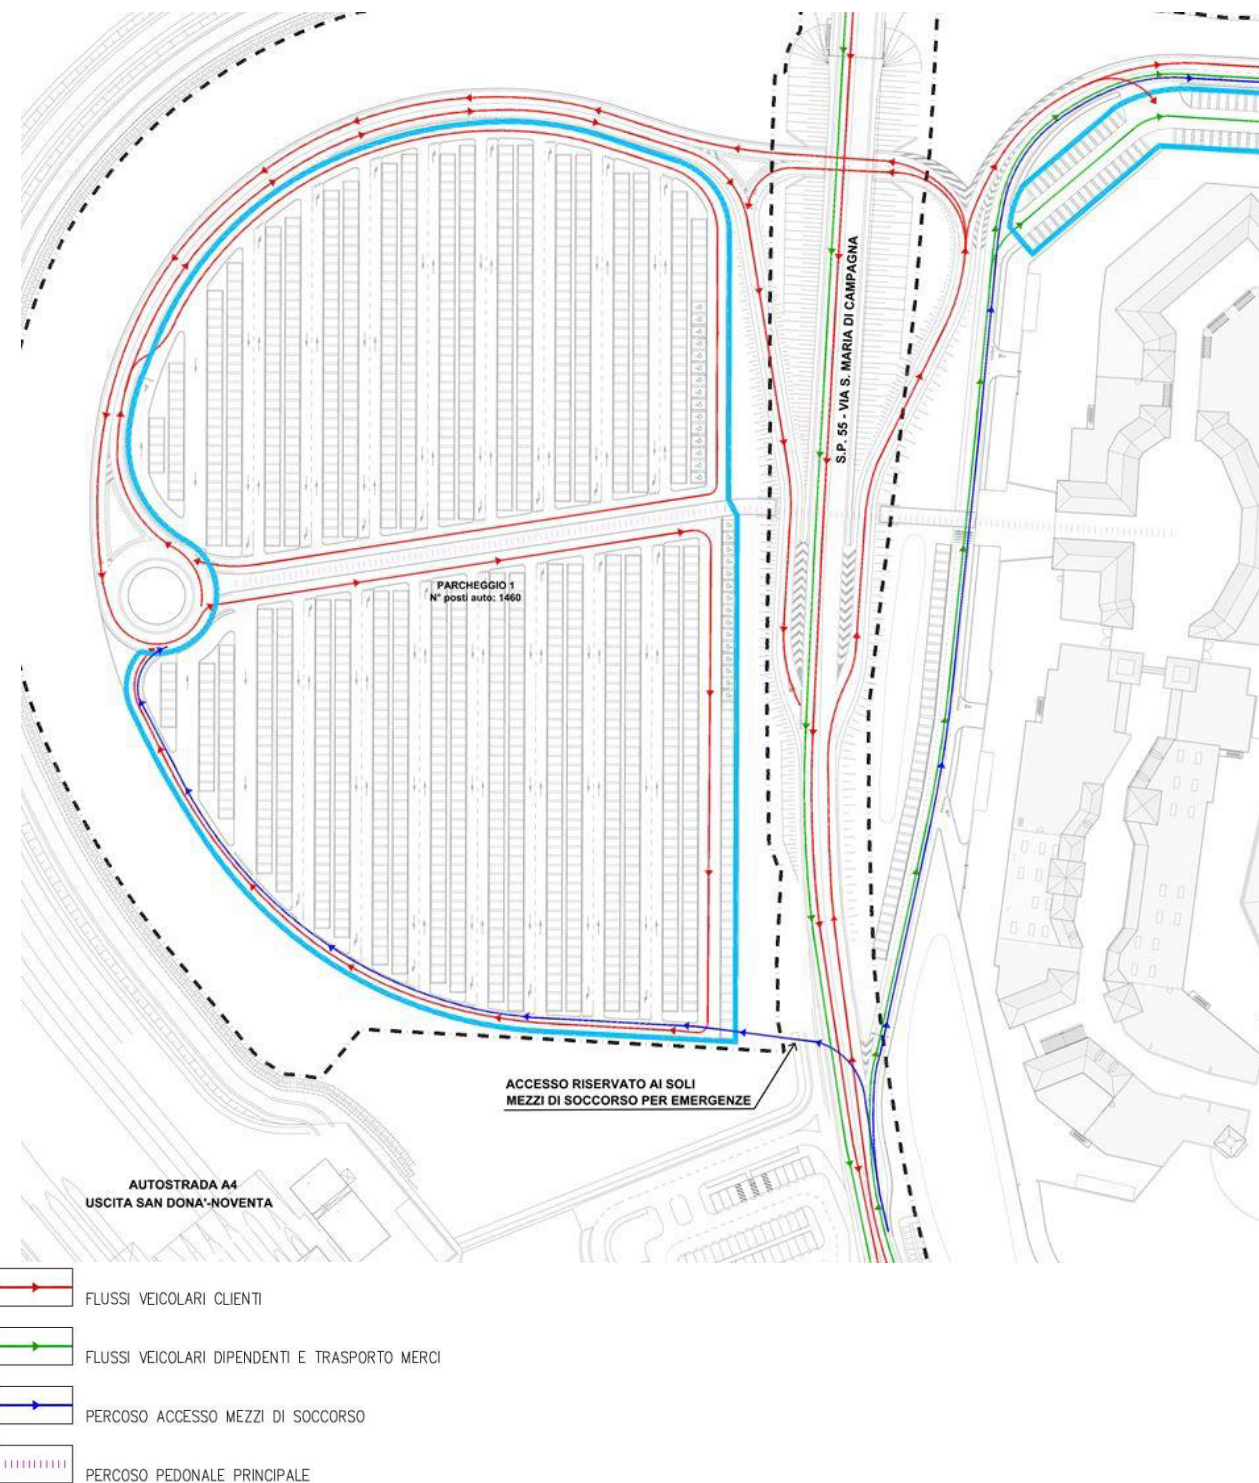 S.P. 55 - VIA S. MARIA DI CAMPAGNA
PARCHEGGIO 1
N° posti auto: 1460
ACCESSO RISERVATO AI SOLI
MEZZI DI SOCCORSO PER EMERGENZE
AUTOSTRADA A4
USCITA SAN DONA'-NOVENTA
FLUSSI VEICOLARI CLIENTI
FLUSSI VEICOLARI DIPENDENTI E TRASPORTO MERCI
PERCOSO ACCESSO MEZZI DI SOCCORSO
PERCOSO PEDONALE PRINCIPALE